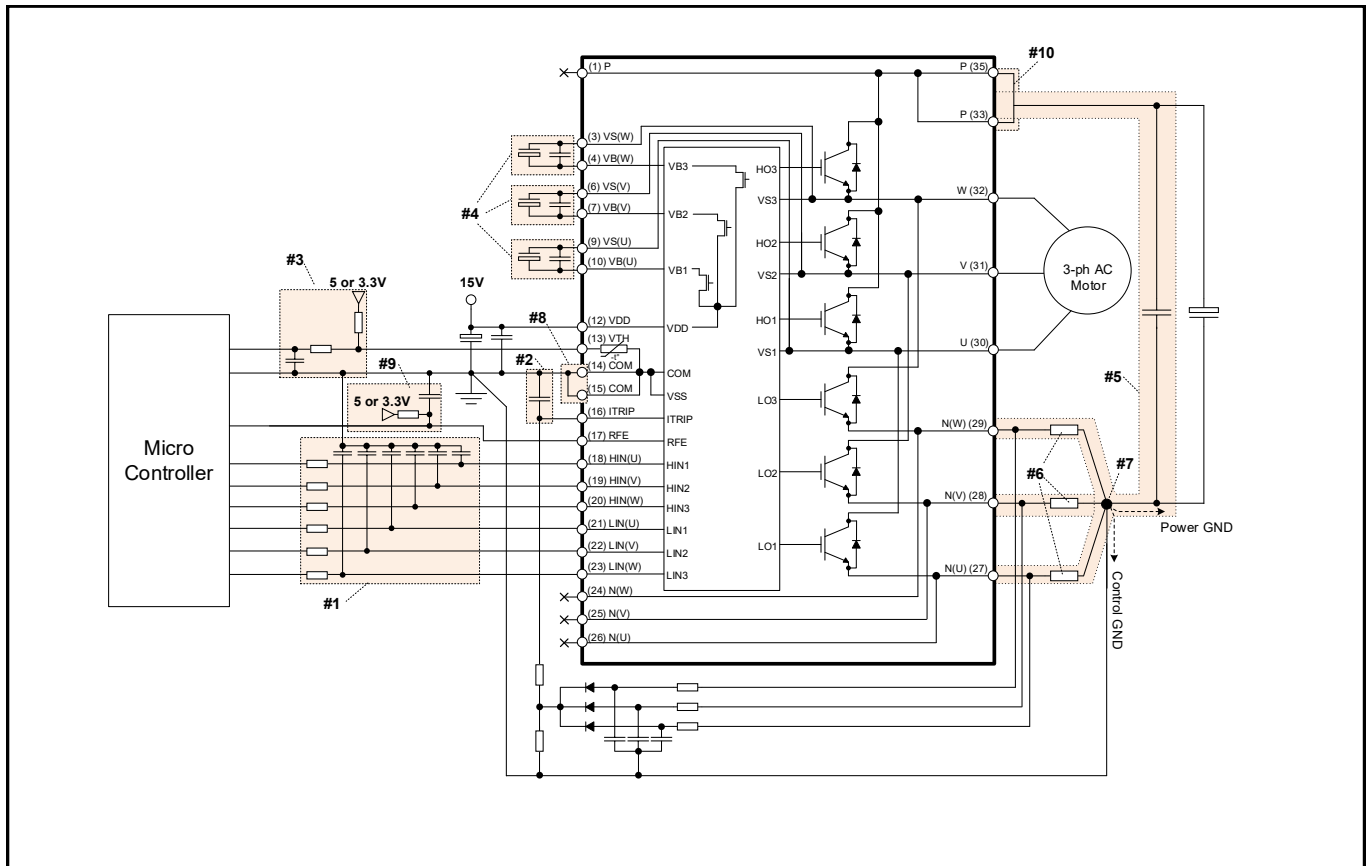 #10
(1) P
P (35)
P (33)
(3) VS(W)
(4) VB(W)
VB3
HO3
(6) VS(V)
VS3
W (32)
#4
(7) VB(V)
VB2
HO2
(9) VS(U)
VS2
V (31)
3-ph AC
Motor
#3
(10) VB(U)
VB1
5 or 3.3V
15V
HO1
#8
(12) VDD
VDD
(13) VTH
-t°
VS1
U (30)
#9
#2
(14) COM
COM
#5
5 or 3.3V
(15) COM
VSS
LO3
(16) ITRIP
ITRIP
N(W) (29)
Micro
Controller
(17) RFE
RFE
(18) HIN(U)
HIN1
LO2
#6
#7
(19) HIN(V)
HIN2
(20) HIN(W)
HIN3
N(V) (28)
Power GND
(21) LIN(U)
LIN1
LO1
(22) LIN(V)
LIN2
(23) LIN(W)
LIN3
N(U) (27)
Control GND
#1
(24) N(W)
(25) N(V)
(26) N(U)